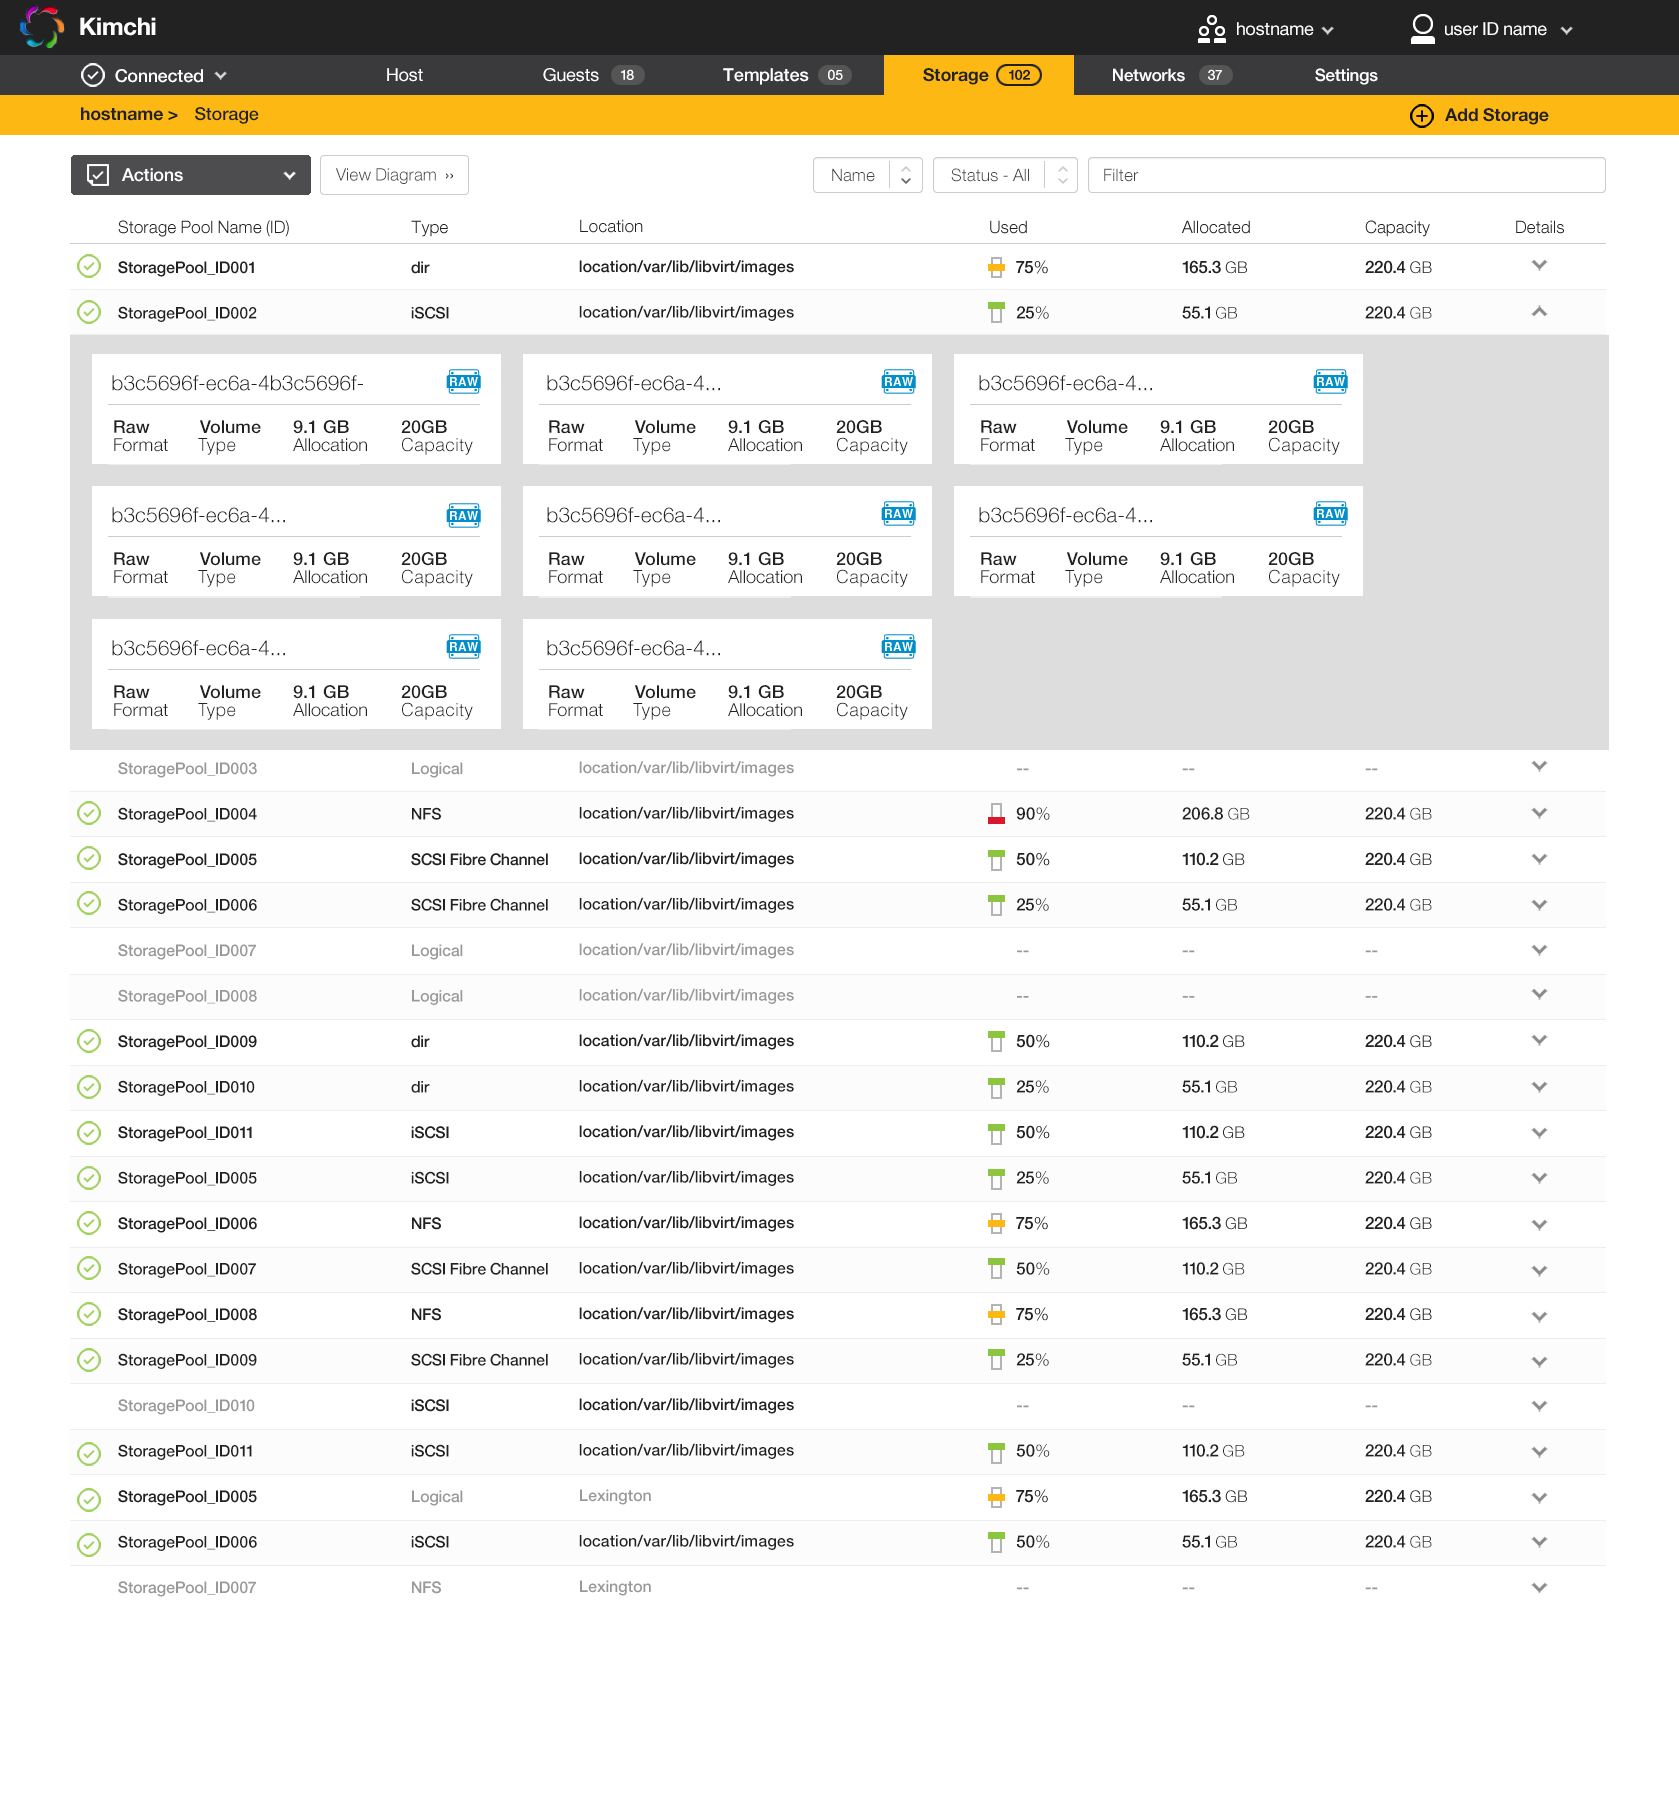 Kimchi hostname user ID name
Connected Host Guests 18 Templates 05 Storage 102 Networks 37 Settings
hostname > Storage Add Storage
Actions View Diagram ›› Name Status - All Filter
Storage Pool Name (ID) Type Location Used Allocated Capacity Details
StoragePool_ID001 dir location/var/lib/libvirt/images 75% 165.3 GB 220.4 GB
StoragePool_ID002 iSCSI location/var/lib/libvirt/images 25% 55.1 GB 220.4 GB
b3c5696f-ec6a-4b3c5696f- RAW b3c5696f-ec6a-4... RAW b3c5696f-ec6a-4... RAW
Raw Volume 9.1 GB 20GB Raw Volume 9.1 GB 20GB Raw Volume 9.1 GB 20GB
Format Type Allocation Capacity Format Type Allocation Capacity Format Type Allocation Capacity
b3c5696f-ec6a-4... RAW b3c5696f-ec6a-4... RAW b3c5696f-ec6a-4... RAW
Raw Volume 9.1 GB 20GB Raw Volume 9.1 GB 20GB Raw Volume 9.1 GB 20GB
Format Type Allocation Capacity Format Type Allocation Capacity Format Type Allocation Capacity
b3c5696f-ec6a-4... RAW b3c5696f-ec6a-4... RAW
Raw Volume 9.1 GB 20GB Raw Volume 9.1 GB 20GB
Format Type Allocation Capacity Format Type Allocation Capacity
StoragePool_ID003 Logical location/var/lib/libvirt/images -- -- --
StoragePool_ID004 NFS location/var/lib/libvirt/images 90% 206.8 GB 220.4 GB
StoragePool_ID005 SCSI Fibre Channel location/var/lib/libvirt/images 50% 110.2 GB 220.4 GB
StoragePool_ID006 SCSI Fibre Channel location/var/lib/libvirt/images 25% 55.1 GB 220.4 GB
StoragePool_ID007 Logical location/var/lib/libvirt/images -- -- --
StoragePool_ID008 Logical location/var/lib/libvirt/images -- -- --
StoragePool_ID009 dir location/var/lib/libvirt/images 50% 110.2 GB 220.4 GB
StoragePool_ID010 dir location/var/lib/libvirt/images 25% 55.1 GB 220.4 GB
StoragePool_ID011 iSCSI location/var/lib/libvirt/images 50% 110.2 GB 220.4 GB
StoragePool_ID005 iSCSI location/var/lib/libvirt/images 25% 55.1 GB 220.4 GB
StoragePool_ID006 NFS location/var/lib/libvirt/images 75% 165.3 GB 220.4 GB
StoragePool_ID007 SCSI Fibre Channel location/var/lib/libvirt/images 50% 110.2 GB 220.4 GB
StoragePool_ID008 NFS location/var/lib/libvirt/images 75% 165.3 GB 220.4 GB
StoragePool_ID009 SCSI Fibre Channel location/var/lib/libvirt/images 25% 55.1 GB 220.4 GB
StoragePool_ID010 iSCSI location/var/lib/libvirt/images -- -- --
StoragePool_ID011 iSCSI location/var/lib/libvirt/images 50% 110.2 GB 220.4 GB
StoragePool_ID005 Logical Lexington 75% 165.3 GB 220.4 GB
StoragePool_ID006 iSCSI location/var/lib/libvirt/images 50% 55.1 GB 220.4 GB
StoragePool_ID007 NFS Lexington -- -- --